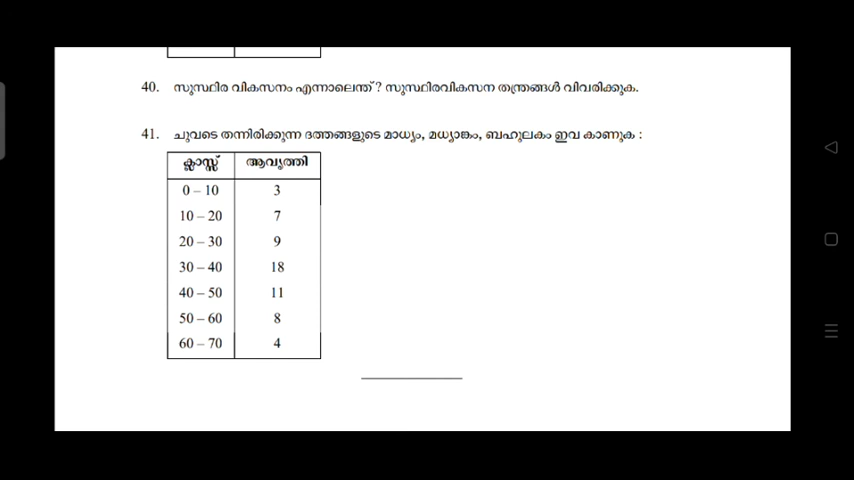 40. സുസ്ഥിര വികസനം എന്നാലെന്ത് ? സുസ്ഥിരവികസന തന്ത്രങ്ങൾ വിവരിക്കുക.
41. ചുവടെ തന്നിരിക്കുന്ന ദത്തങ്ങളുടെ മാധ്യം, മധ്യാങ്കം, ബഹുലകം ഇവ കാണുക :
ക്ലാസ്സ് ആവൃത്തി
0 – 10 3
10 – 20 7
20 – 30 9
30 – 40 18
40 – 50 11
50 – 60 8
60 – 70 4